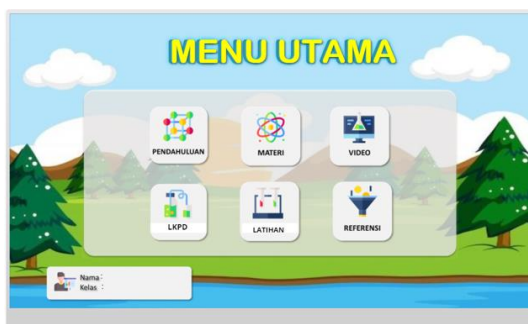 MENU UTAMA
PENDAHULUAN
MATERI
VIDEO
LKPD
LATIHAN
REFERENSI
Nama :
Kelas :